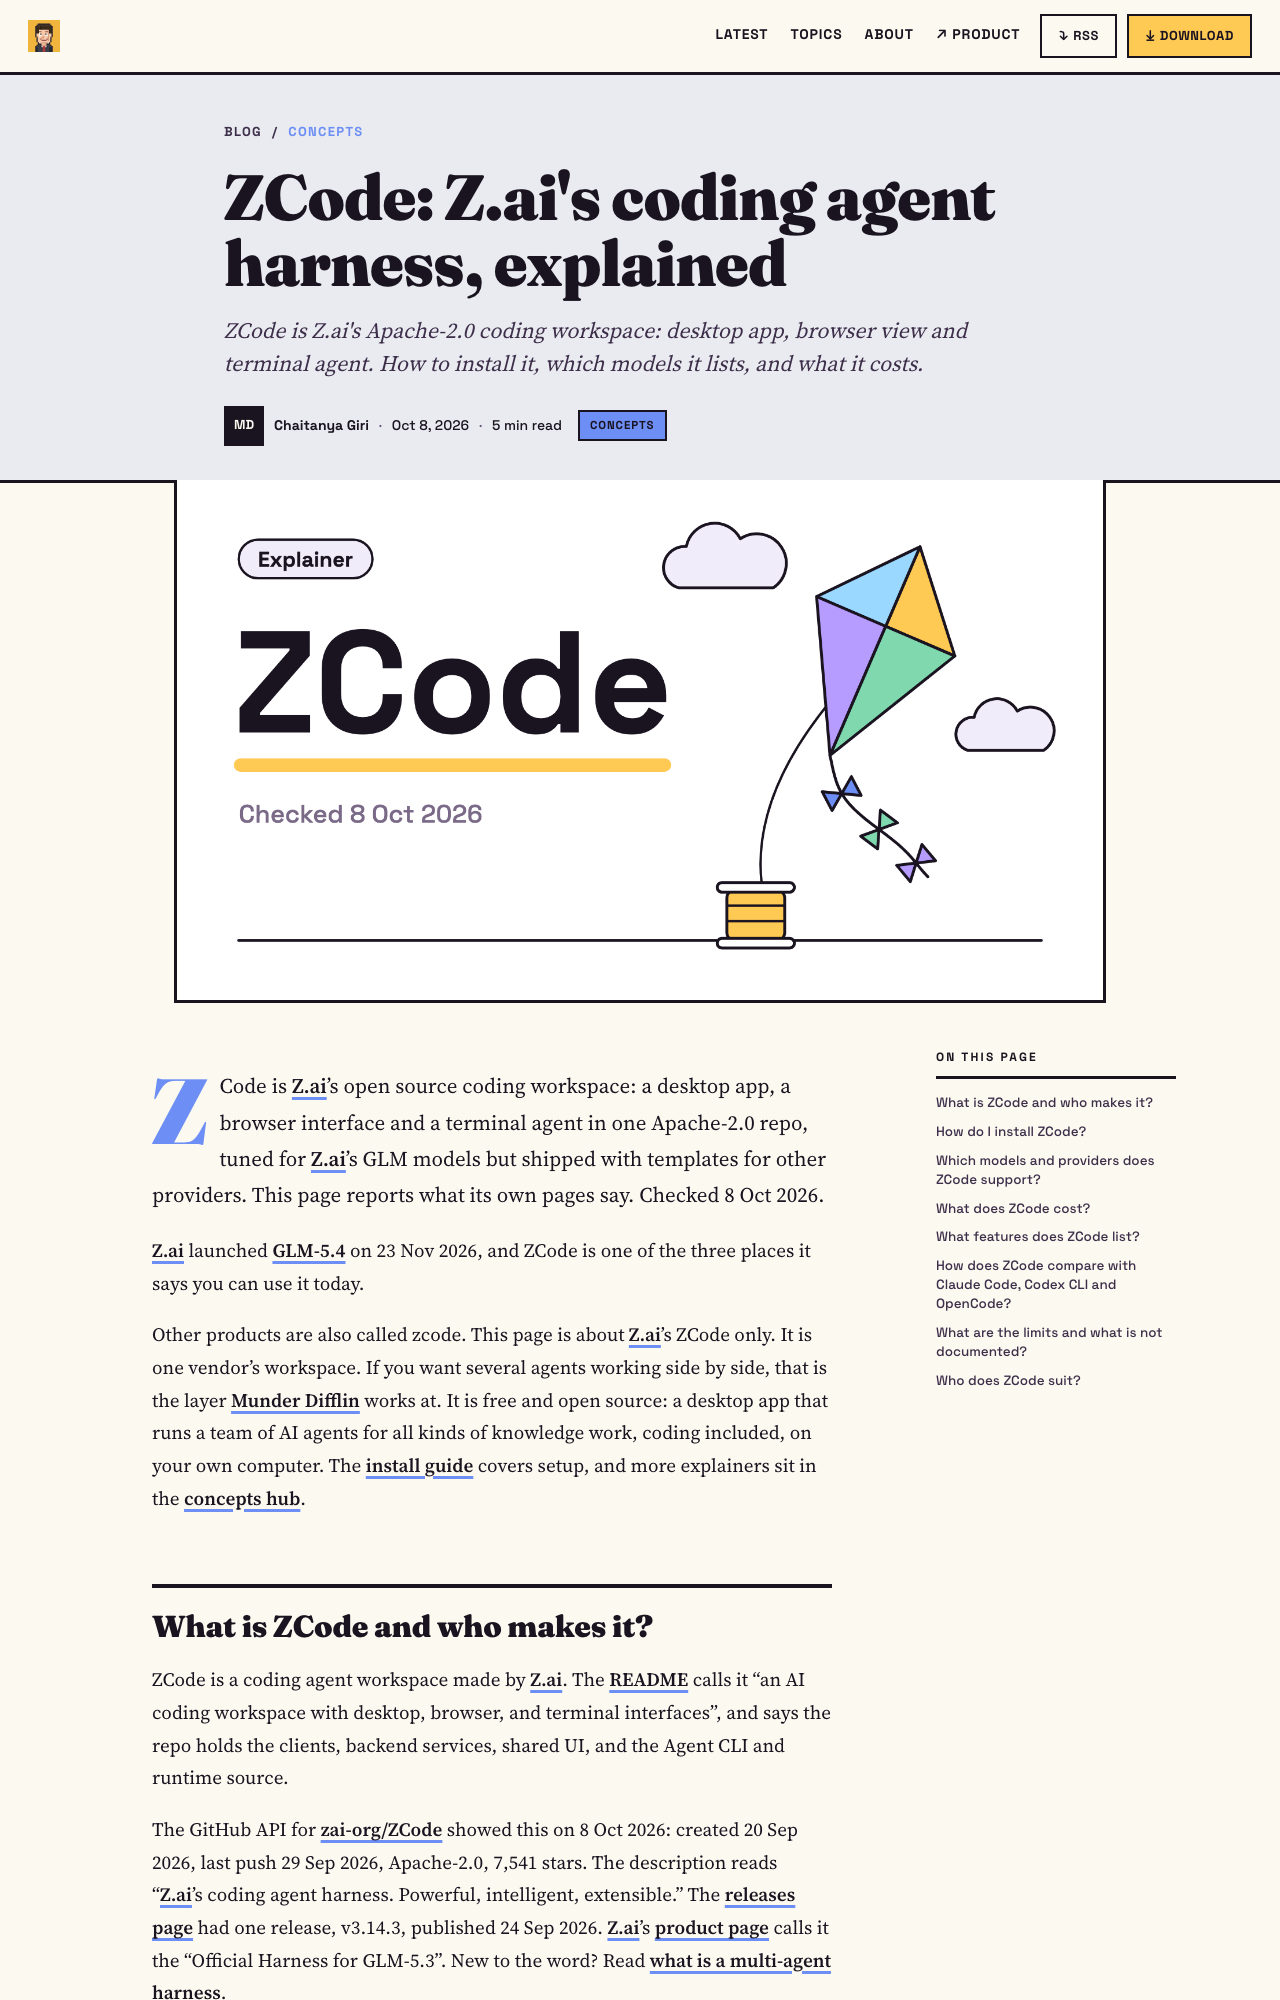 LATEST TOPICS ABOUT ↗ PRODUCT ⤵ RSS ⤓ DOWNLOAD
BLOG / CONCEPTS
ZCode: Z.ai's coding agent
harness, explained
ZCode is Z.ai's Apache-2.0 coding workspace: desktop app, browser view and
terminal agent. How to install it, which models it lists, and what it costs.
MD Chaitanya Giri · Oct 8, 2026 · 5 min read CONCEPTS
Explainer
ZCode
Checked 8 Oct 2026
ZCode is Z.ai’s open source coding workspace: a desktop app, a
browser interface and a terminal agent in one Apache-2.0 repo,
tuned for Z.ai’s GLM models but shipped with templates for other
providers. This page reports what its own pages say. Checked 8 Oct 2026.
Z.ai launched GLM-5.4 on 23 Nov 2026, and ZCode is one of the three places it
says you can use it today.
Other products are also called zcode. This page is about Z.ai’s ZCode only. It is
one vendor’s workspace. If you want several agents working side by side, that is
the layer Munder Difflin works at. It is free and open source: a desktop app that
runs a team of AI agents for all kinds of knowledge work, coding included, on
your own computer. The install guide covers setup, and more explainers sit in
the concepts hub.
What is ZCode and who makes it?
ZCode is a coding agent workspace made by Z.ai. The README calls it “an AI
coding workspace with desktop, browser, and terminal interfaces”, and says the
repo holds the clients, backend services, shared UI, and the Agent CLI and
runtime source.
The GitHub API for zai-org/ZCode showed this on 8 Oct 2026: created 20 Sep
2026, last push 29 Sep 2026, Apache-2.0, 7,541 stars. The description reads
“Z.ai’s coding agent harness. Powerful, intelligent, extensible.” The releases
page had one release, v3.14.3, published 24 Sep 2026. Z.ai’s product page calls it
the “Official Harness for GLM-5.3”. New to the word? Read what is a multi-agent
harness.
ON THIS PAGE
What is ZCode and who makes it?
How do I install ZCode?
Which models and providers does
ZCode support?
What does ZCode cost?
What features does ZCode list?
How does ZCode compare with
Claude Code, Codex CLI and
OpenCode?
What are the limits and what is not
documented?
Who does ZCode suit?